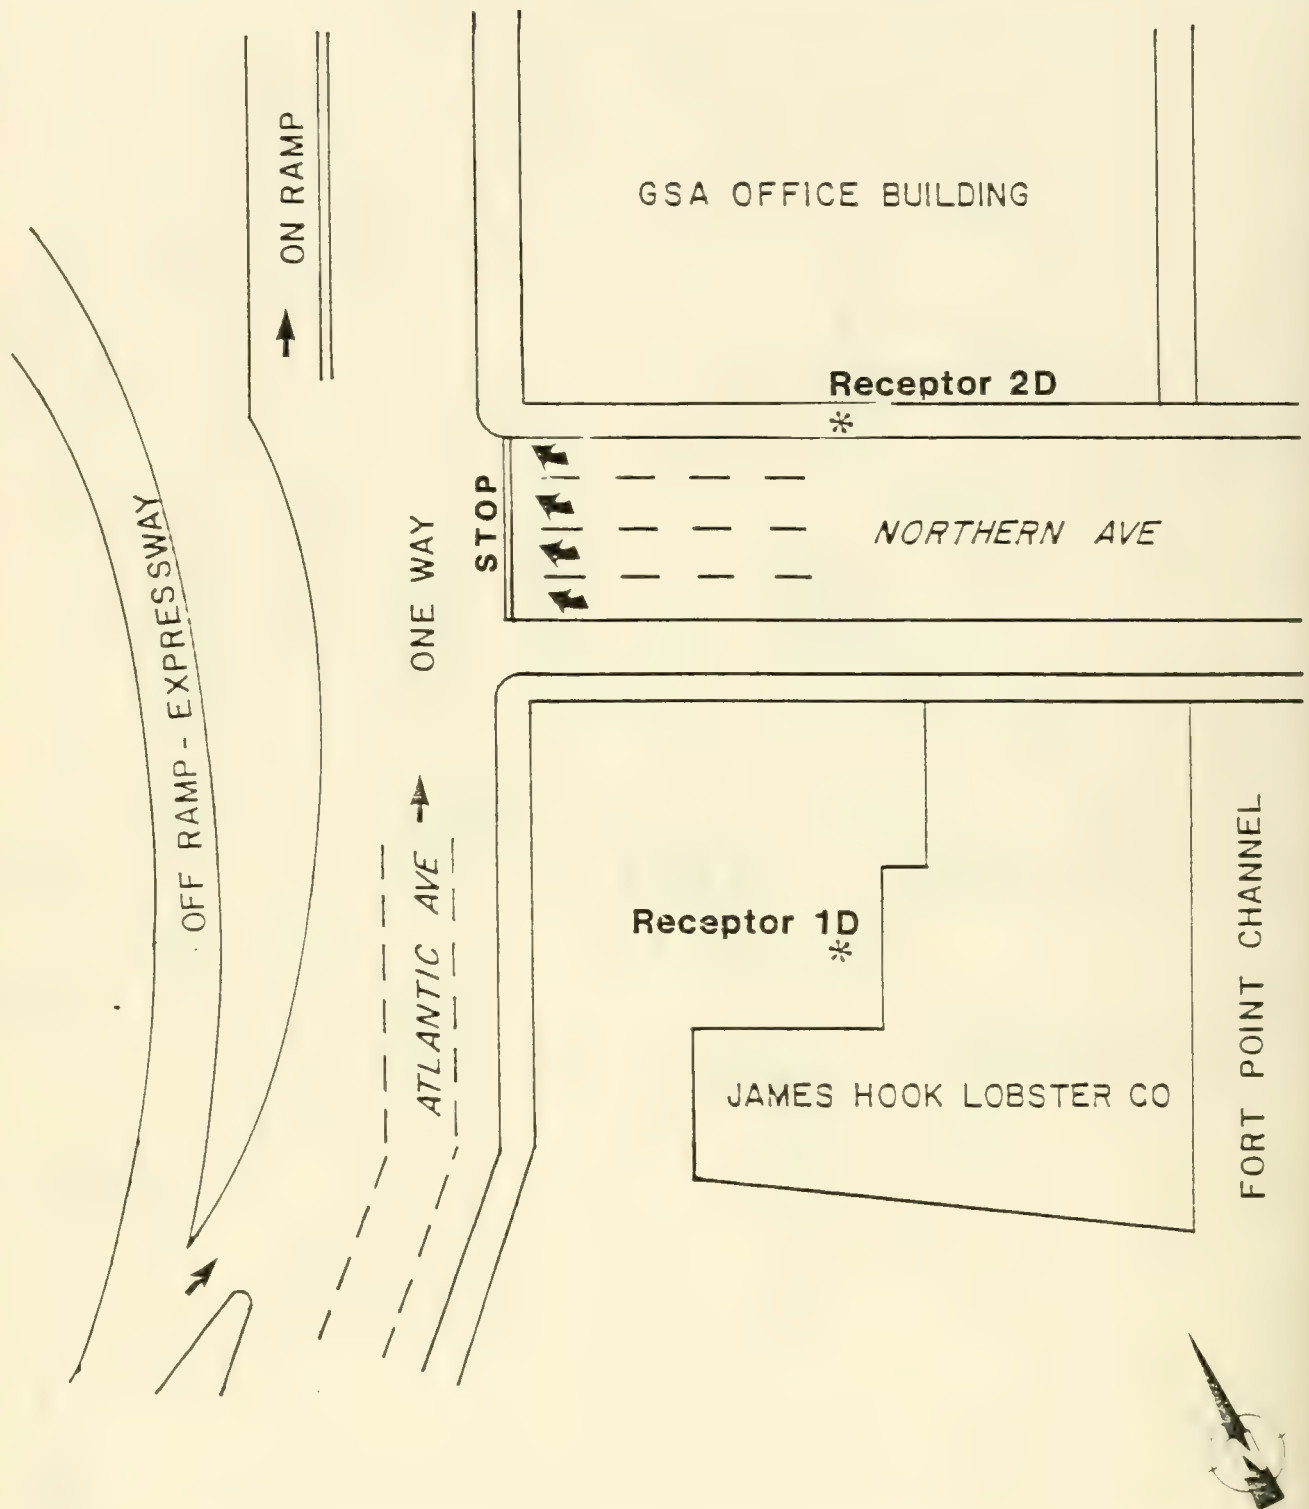 ON RAMP
GSA OFFICE BUILDING
Receptor 2D
*
STOP
NORTHERN AVE
ONE WAY
OFF RAMP - EXPRESSWAY
ATLANTIC AVE
Receptor 1D
*
JAMES HOOK LOBSTER CO
FORT POINT CHANNEL